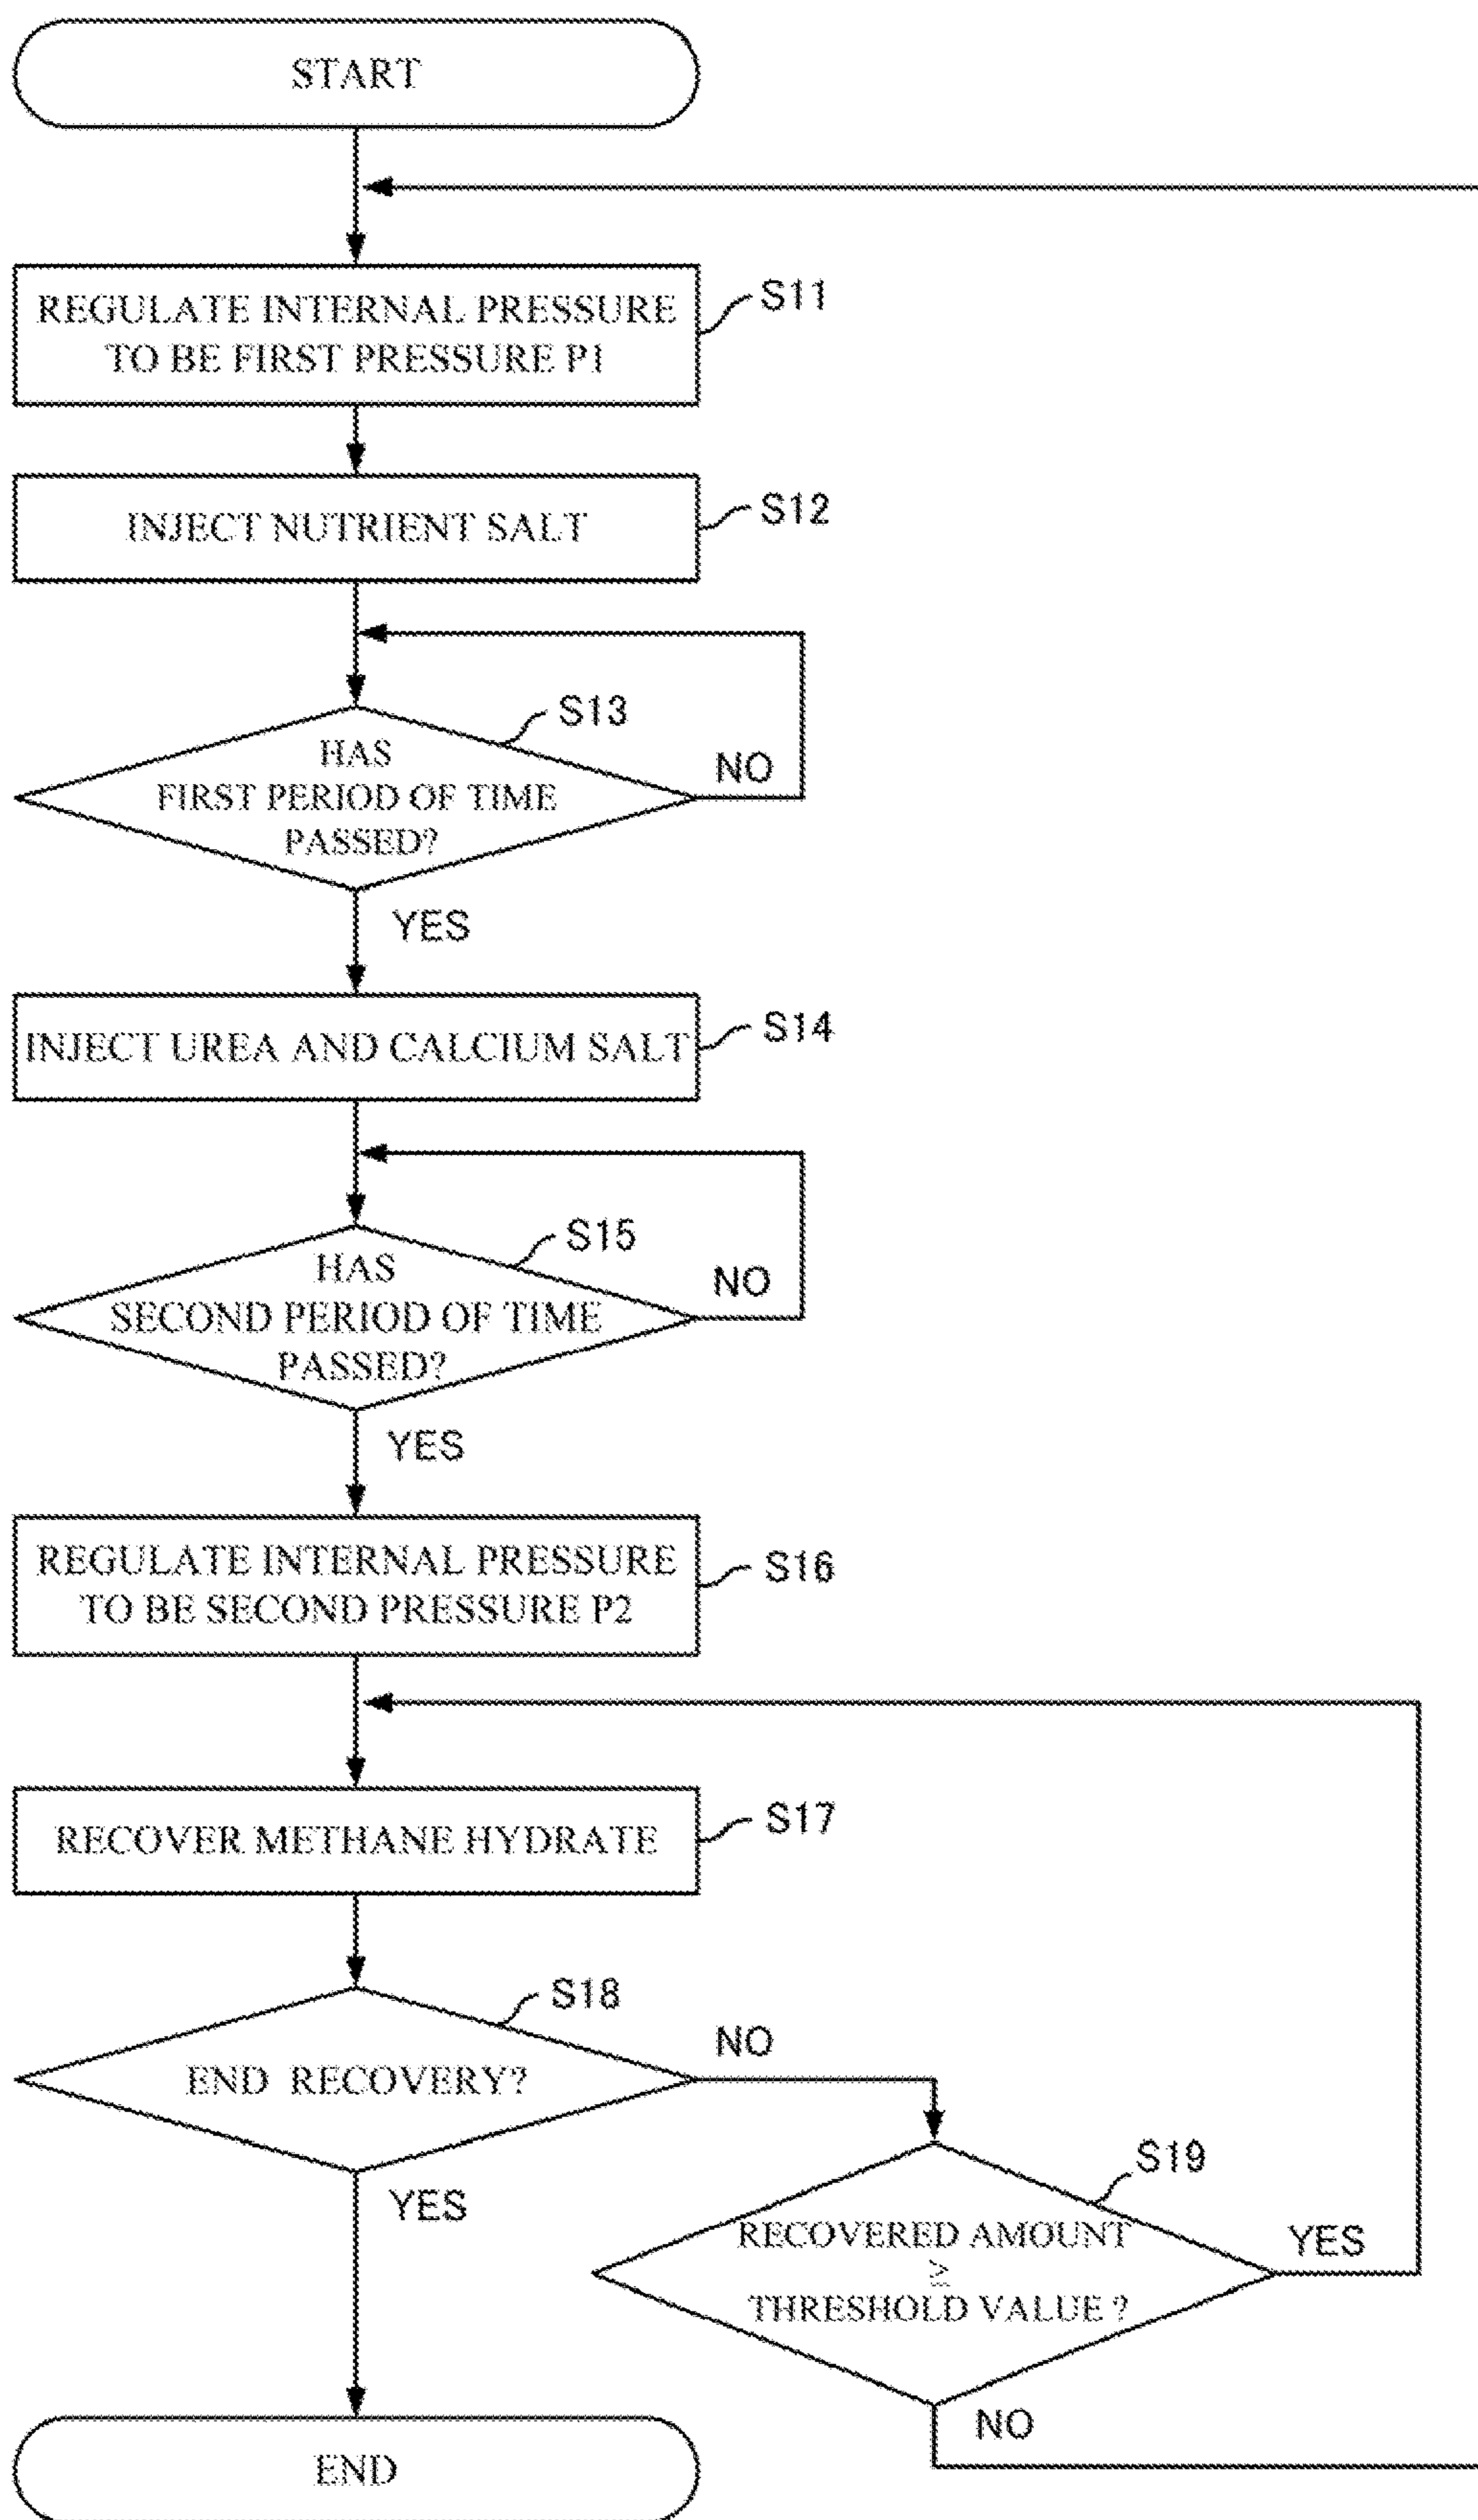 START
REGULATE INTERNAL PRESSURE
TO BE FIRST PRESSURE P1
S11
INJECT NUTRIENT SALT
S12
S13
HAS
FIRST PERIOD OF TIME
PASSED?
NO
YES
INJECT UREA AND CALCIUM SALT
S14
S15
HAS
SECOND PERIOD OF TIME
PASSED?
NO
YES
REGULATE INTERNAL PRESSURE
TO BE SECOND PRESSURE P2
S16
RECOVER METHANE HYDRATE
S17
S18
END RECOVERY?
NO
YES
S19
RECOVERED AMOUNT
≥
THRESHOLD VALUE ?
YES
NO
END